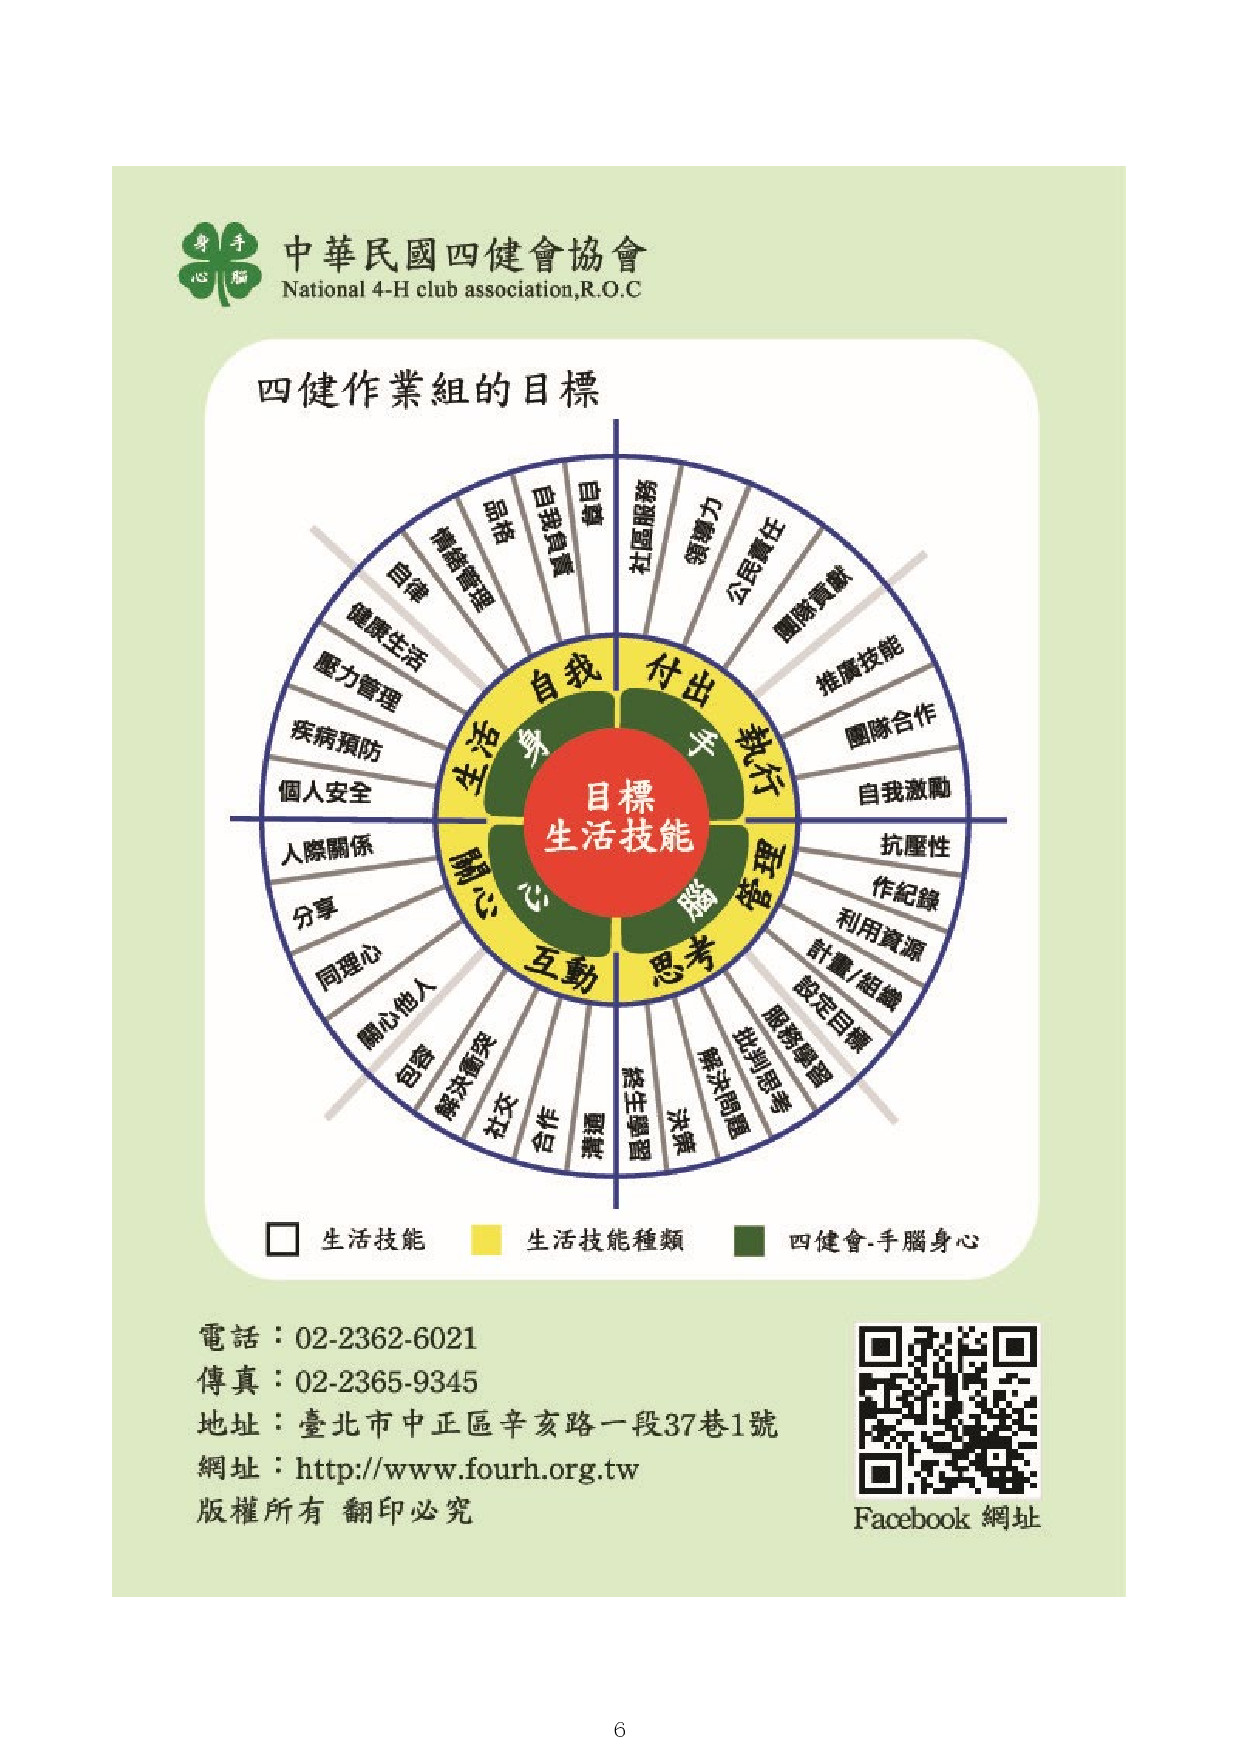 身 手
心 腦
中華民國四健會協會
National 4-H club association,R.O.C
四健作業組的目標
自尊
自我負責
品格
情緒管理
自律
健康生活
壓力管理
疾病預防
個人安全
社區服務
領導力
公民責任
團隊貢獻
推廣技能
團隊合作
自我激勵
抗壓性
作紀錄
利用資源
計畫/組織
設定目標
服務學習
批判思考
解決問題
決策
終生學習
人際關係
分享
同理心
關心他人
包容
解決衝突
社交
合作
溝通
自我
生活
付出
執行
管理
思考
互動
關心
身
手
腦
心
目標
生活技能
生活技能
生活技能種類
四健會-手腦身心
電話：02-2362-6021
傳真：02-2365-9345
地址：臺北市中正區辛亥路一段37巷1號
網址：http://www.fourh.org.tw
版權所有 翻印必究
Facebook 網址
6